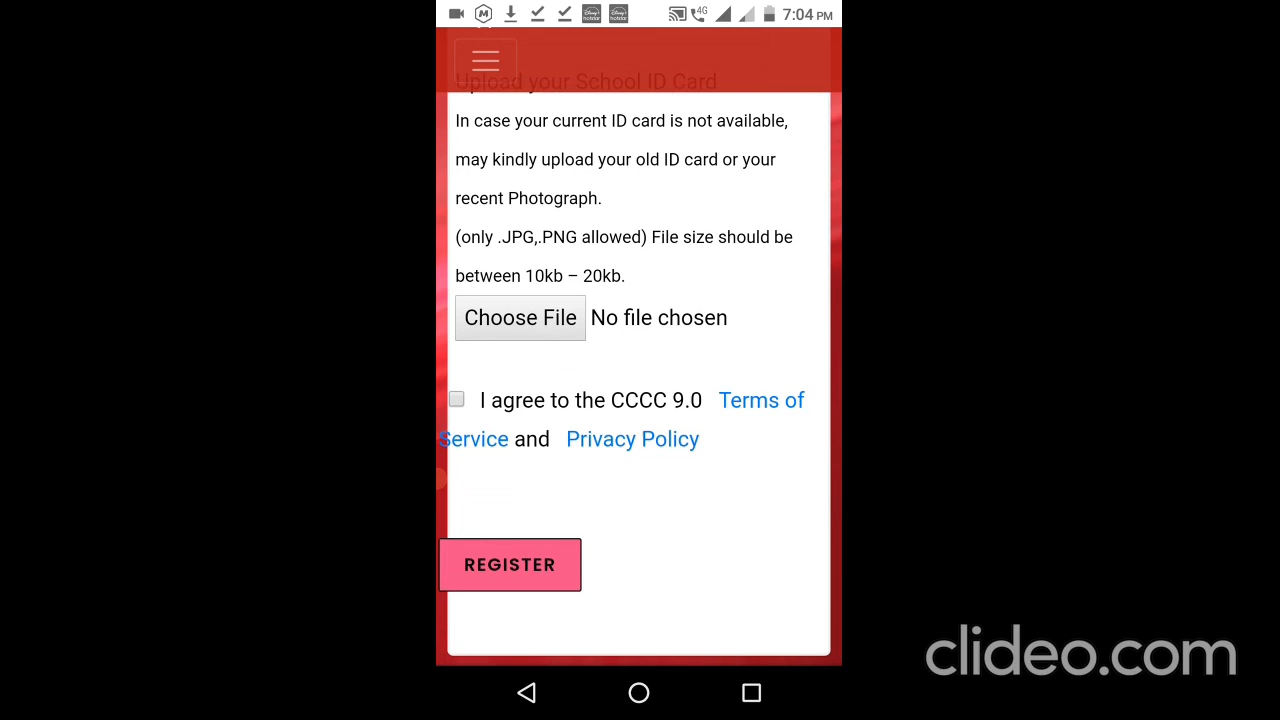 4G 7:04 PM
Upload your School ID Card
In case your current ID card is not available,
may kindly upload your old ID card or your
recent Photograph.
(only .JPG,.PNG allowed) File size should be
between 10kb – 20kb.
Choose File No file chosen
I agree to the CCCC 9.0 Terms of
Service and Privacy Policy
REGISTER
clideo.com